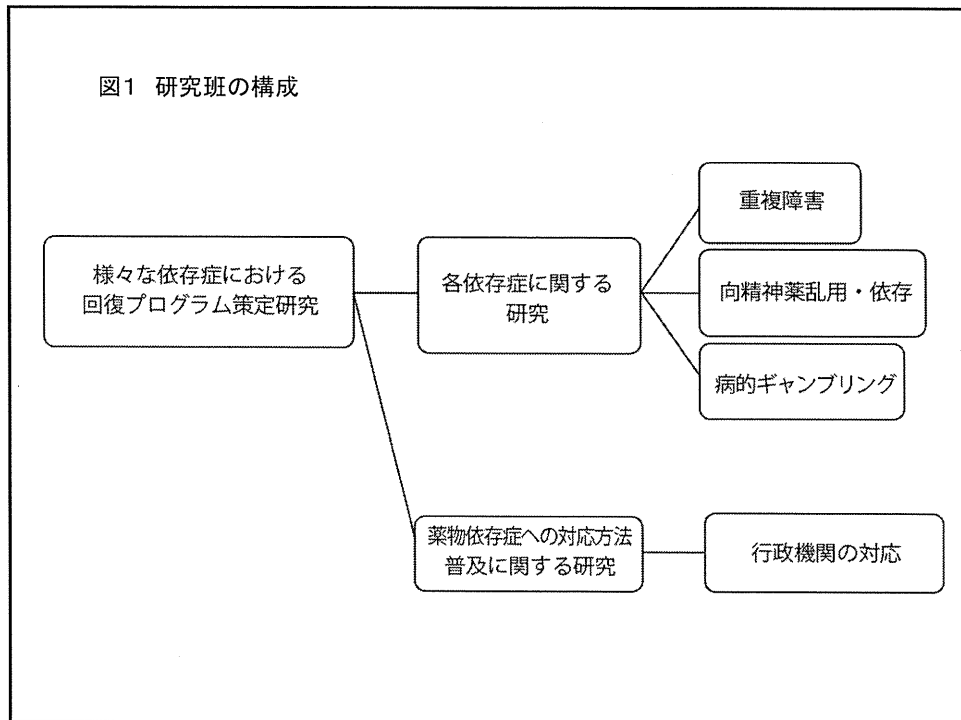 図1 研究班の構成
様々な依存症における
回復プログラム策定研究
各依存症に関する
研究
重複障害
向精神薬乱用・依存
病的ギャンブリング
薬物依存症への対応方法
普及に関する研究
行政機関の対応